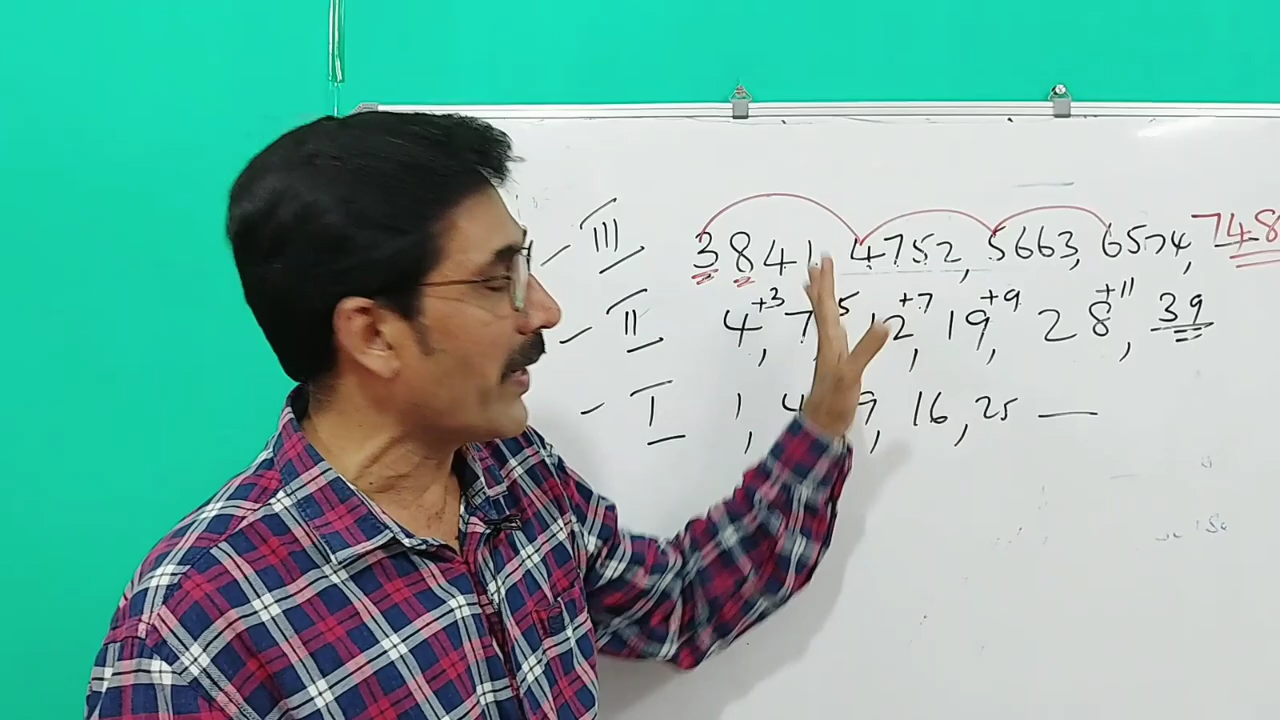 – III 3841 4752, 5663, 6574, 748
– II 4, +3 7, 5 12, +7 19, +9 28, +11 39
– I 1, 4 9, 16, 25 —